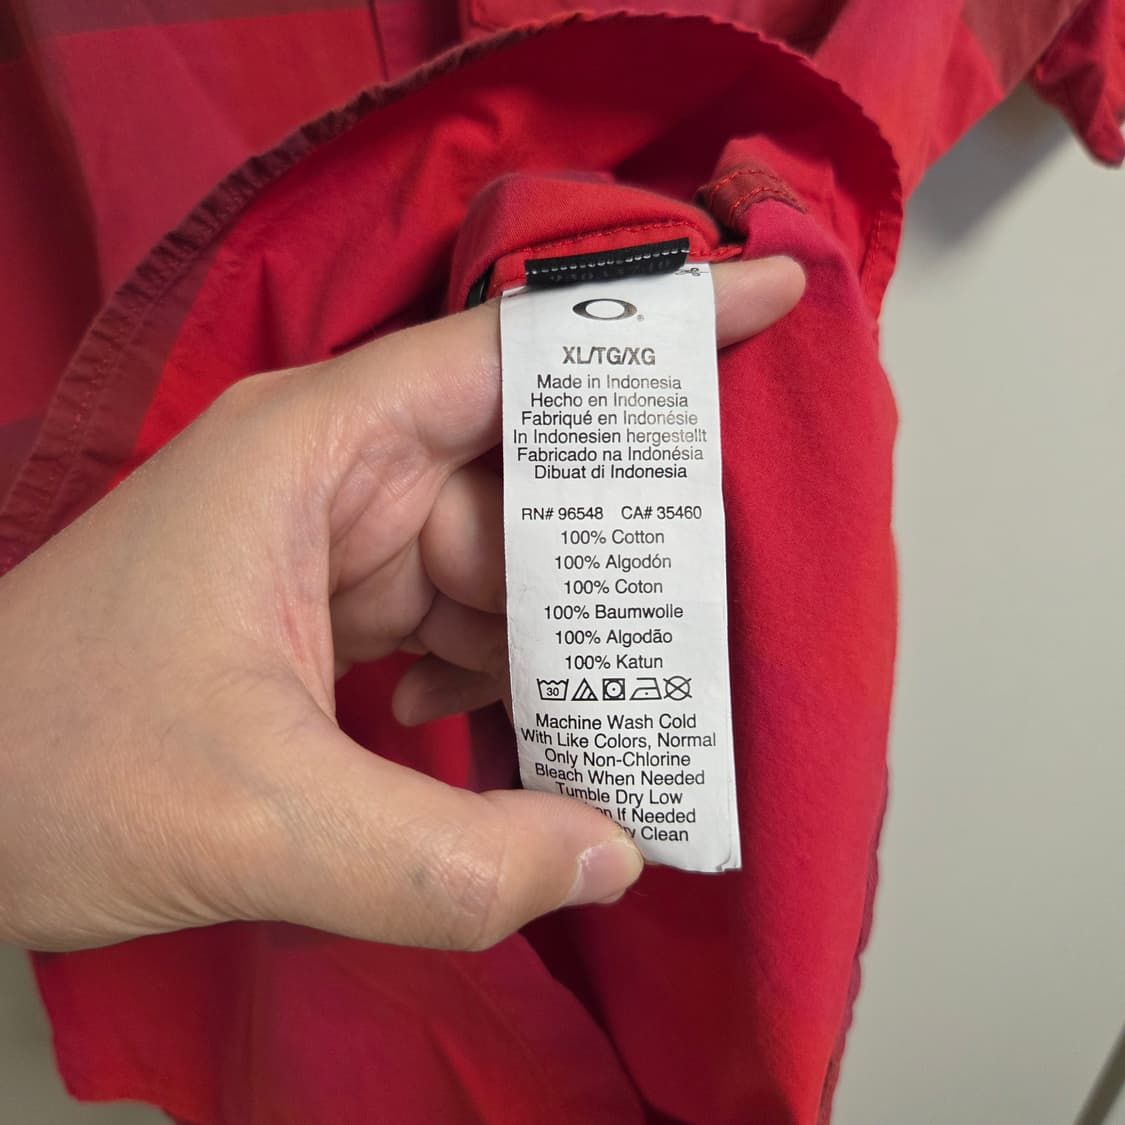 XL/TG/XG
Made in Indonesia
Hecho en Indonesia
Fabriqué en Indonésie
In Indonesien hergestellt
Fabricado na Indonésia
Dibuat di Indonesia
RN# 96548 CA# 35460
100% Cotton
100% Algodón
100% Coton
100% Baumwolle
100% Algodão
100% Katun
30
Machine Wash Cold
With Like Colors, Normal
Only Non-Chlorine
Bleach When Needed
Tumble Dry Low
If Needed
Clean